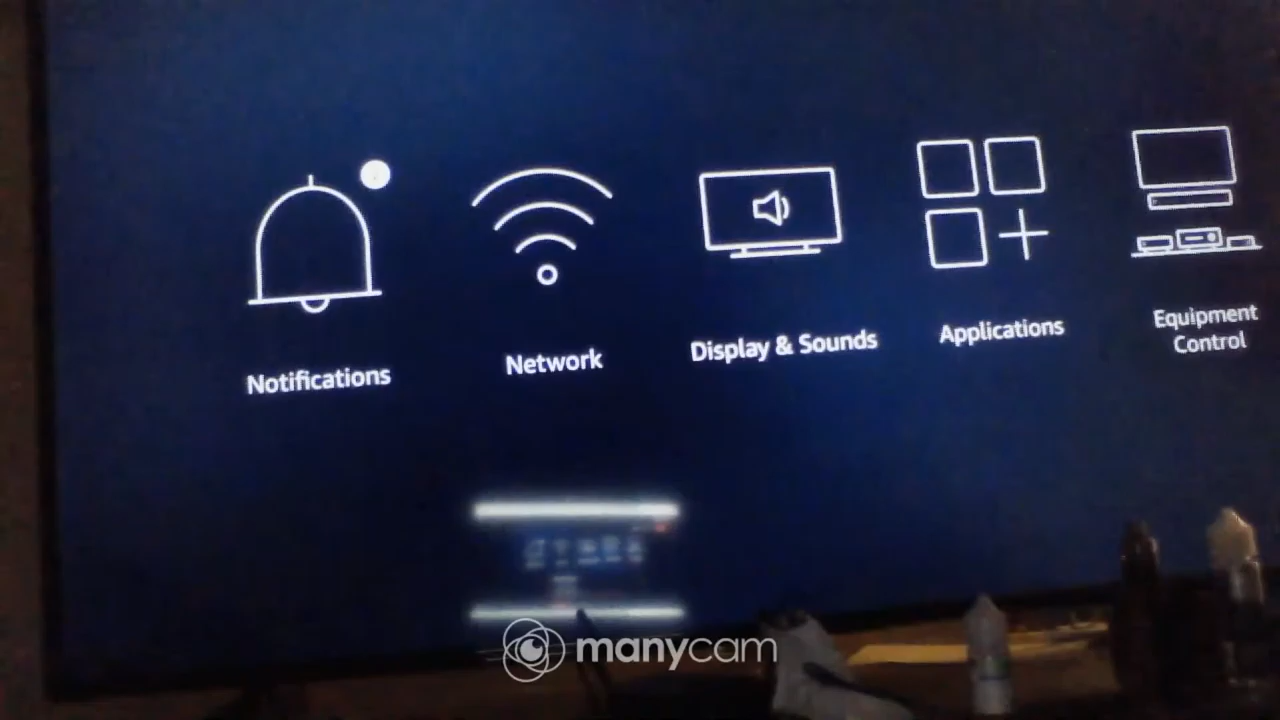 Notifications
Network
Display & Sounds
Applications
Equipment
Control
manycam